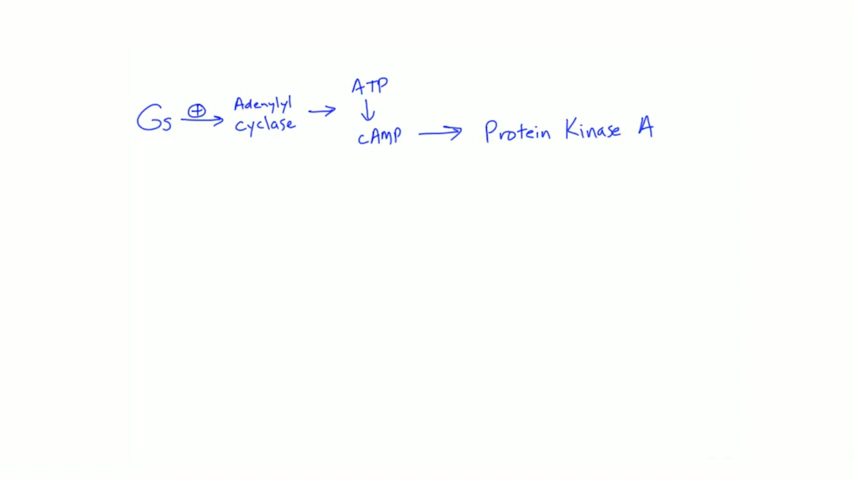 Gs ⊕ Adenylyl
cyclase
ATP
cAMP
Protein Kinase A